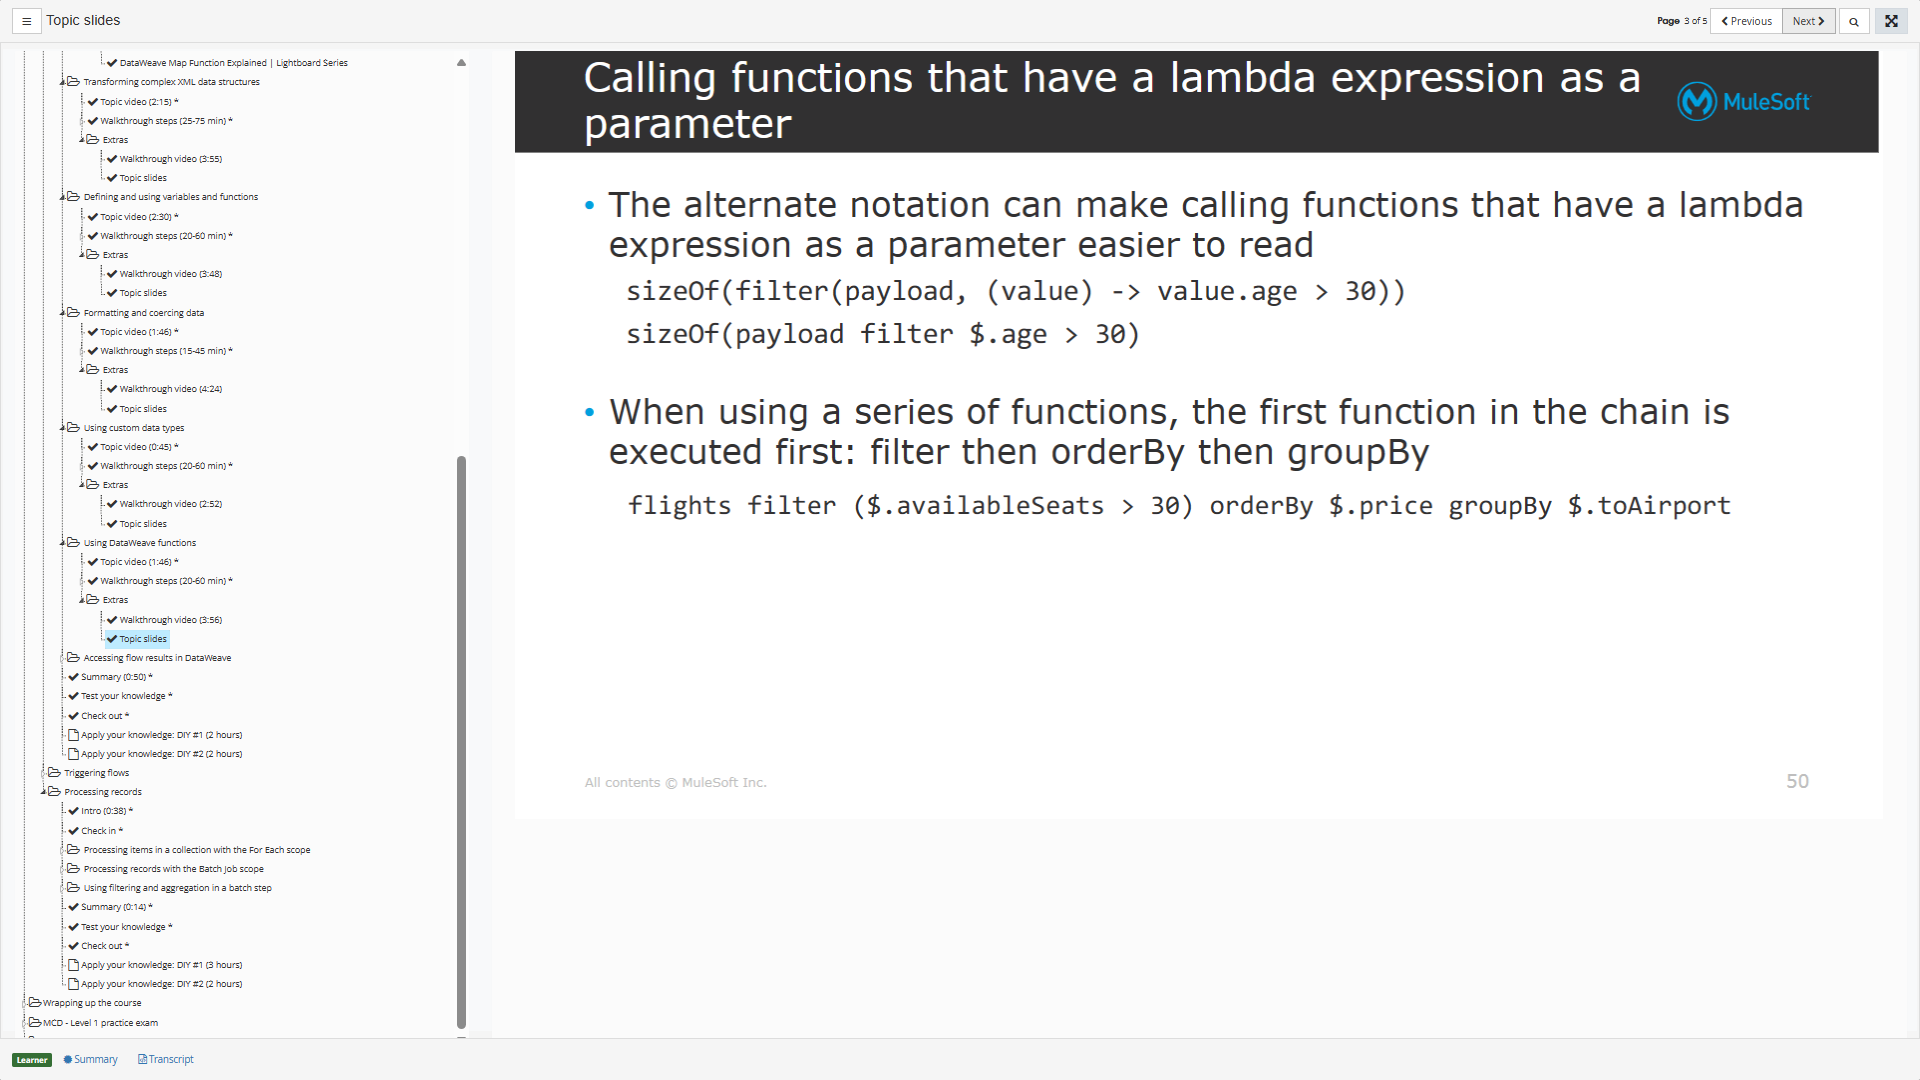 Topic slides
Page 3 of 5
Previous
Next
DataWeave Map Function Explained | Lightboard Series
Transforming complex XML data structures
Topic video (2:15) *
Walkthrough steps (25-75 min) *
Extras
Walkthrough video (3:55)
Topic slides
Defining and using variables and functions
Topic video (2:30) *
Walkthrough steps (20-60 min) *
Extras
Walkthrough video (3:48)
Topic slides
Formatting and coercing data
Topic video (1:46) *
Walkthrough steps (15-45 min) *
Extras
Walkthrough video (4:24)
Topic slides
Using custom data types
Topic video (0:45) *
Walkthrough steps (20-60 min) *
Extras
Walkthrough video (2:52)
Topic slides
Using DataWeave functions
Topic video (1:46) *
Walkthrough steps (20-60 min) *
Extras
Walkthrough video (3:56)
Topic slides
Accessing flow results in DataWeave
Summary (0:50) *
Test your knowledge *
Check out *
Apply your knowledge: DIY #1 (2 hours)
Apply your knowledge: DIY #2 (2 hours)
Triggering flows
Processing records
Intro (0:38) *
Check in *
Processing items in a collection with the For Each scope
Processing records with the Batch Job scope
Using filtering and aggregation in a batch step
Summary (0:14) *
Test your knowledge *
Check out *
Apply your knowledge: DIY #1 (3 hours)
Apply your knowledge: DIY #2 (2 hours)
Wrapping up the course
MCD - Level 1 practice exam
Calling functions that have a lambda expression as a
parameter
MuleSoft
• The alternate notation can make calling functions that have a lambda
expression as a parameter easier to read
sizeOf(filter(payload, (value) -> value.age > 30))
sizeOf(payload filter $.age > 30)
• When using a series of functions, the first function in the chain is
executed first: filter then orderBy then groupBy
flights filter ($.availableSeats > 30) orderBy $.price groupBy $.toAirport
All contents © MuleSoft Inc.
50
Learner
Summary
Transcript